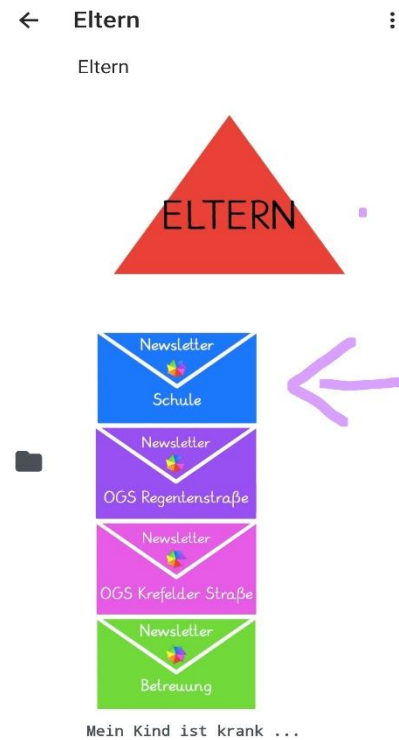 Eltern
Eltern
ELTERN
Newsletter
Schule
Newsletter
OGS Regentenstraße
Newsletter
OGS Krefelder Straße
Newsletter
Betreuung
Mein Kind ist krank ...